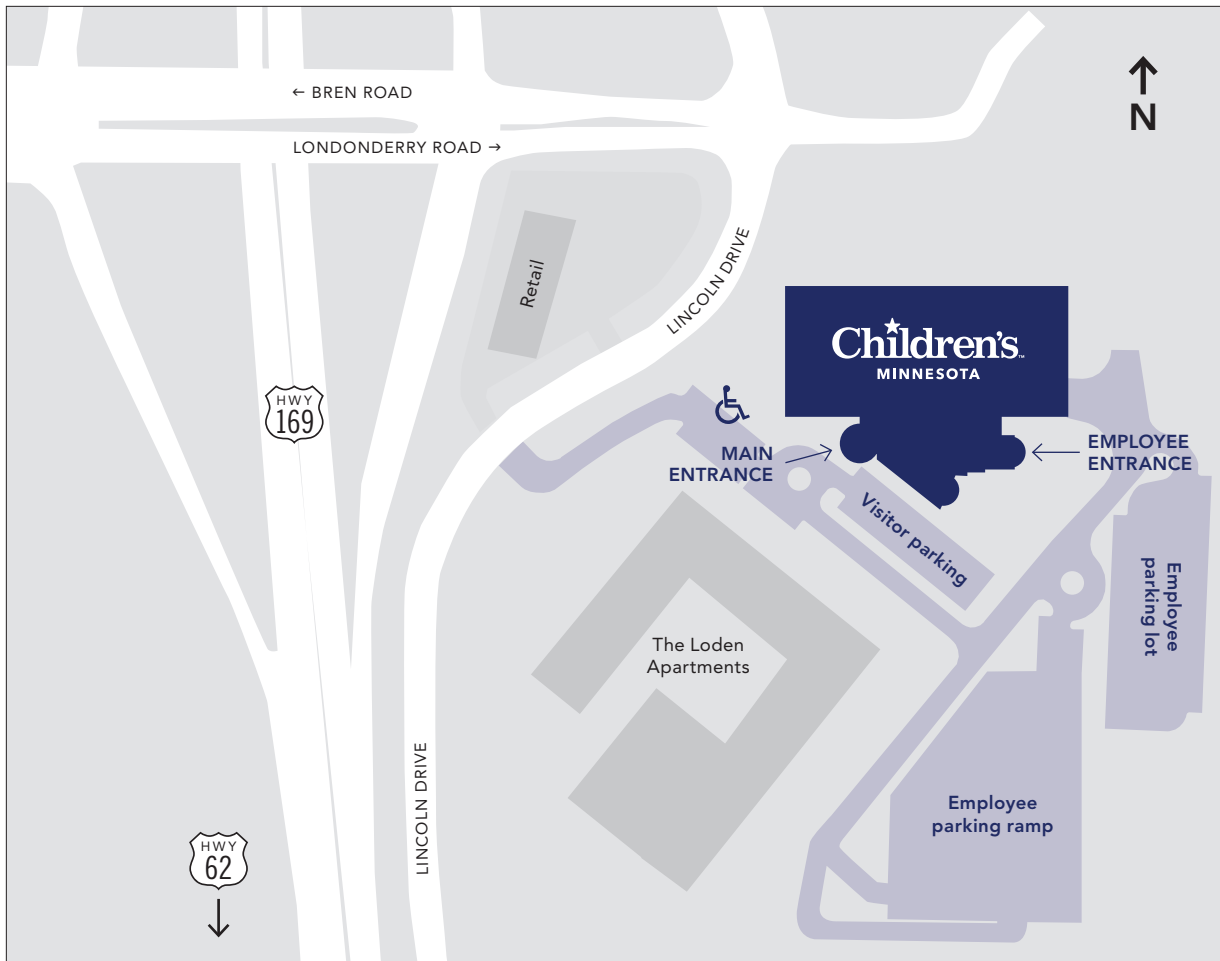 ← BREN ROAD
N
LONDONDERRY ROAD →
LINCOLN DRIVE
Retail
Children's™
MINNESOTA
HWY
169
MAIN
ENTRANCE
EMPLOYEE
ENTRANCE
Visitor parking
Employee
parking lot
The Loden
Apartments
LINCOLN DRIVE
Employee
parking ramp
HWY
62